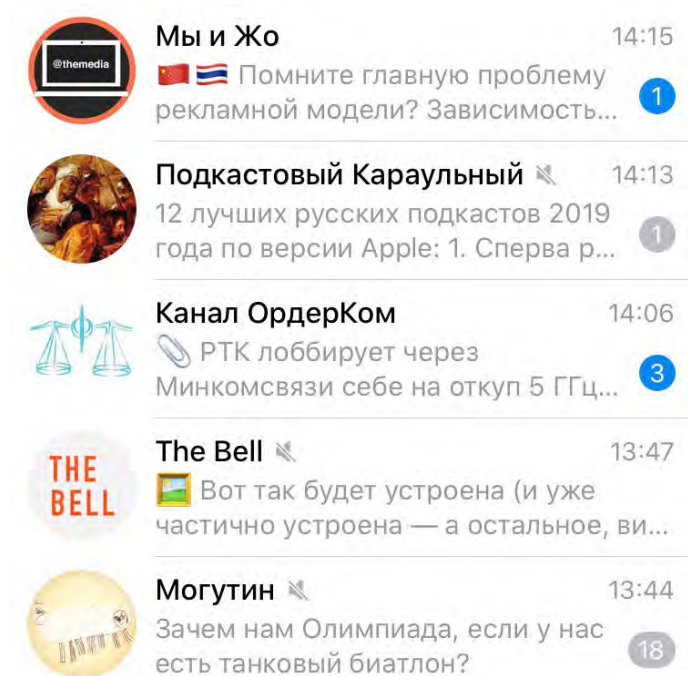 @themedia
Мы и Жо
14:15
🇨🇳 🇹🇭 Помните главную проблему
рекламной модели? Зависимость...
1
Подкастовый Караульный
14:13
12 лучших русских подкастов 2019
года по версии Apple: 1. Сперва р...
1
Канал ОрдерКом
14:06
📎 РТК лоббирует через
Минкомсвязи себе на откуп 5 ГГц...
3
THE
BELL
The Bell
13:47
🖼 Вот так будет устроена (и уже
частично устроена — а остальное, ви...
Могутин
13:44
Зачем нам Олимпиада, если у нас
есть танковый биатлон?
18